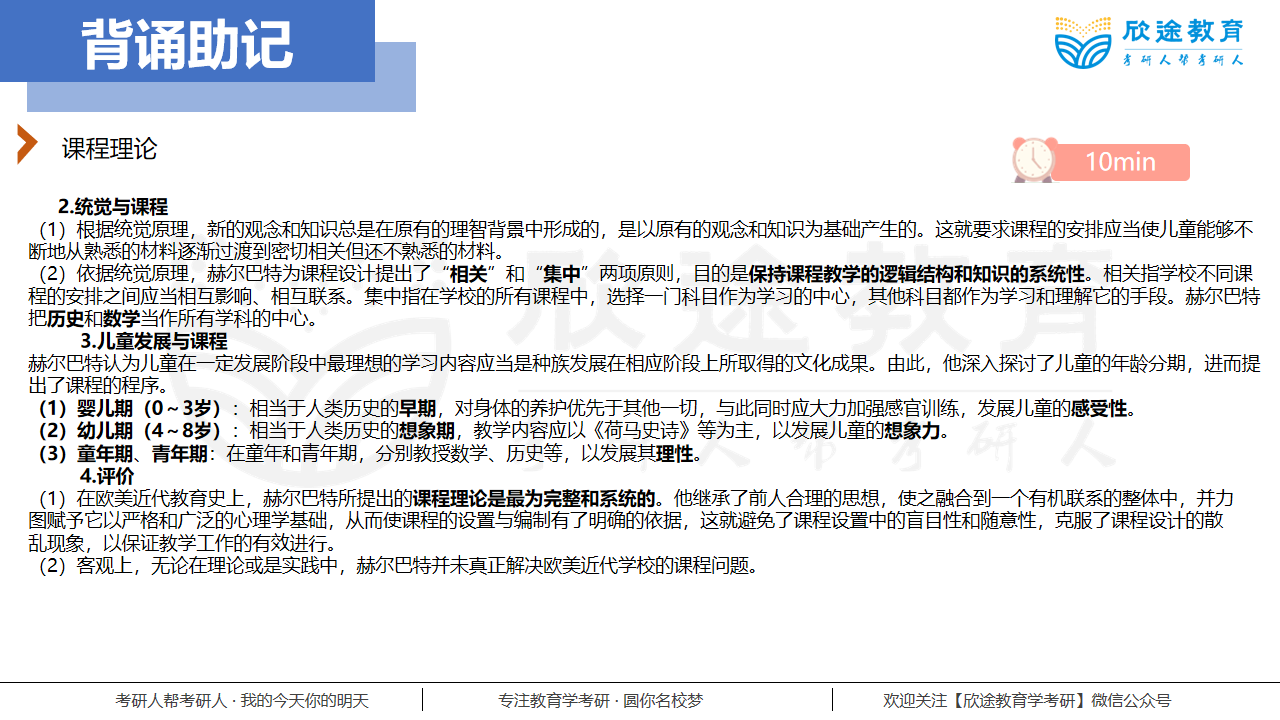 背诵助记
欣途教育
考研人帮考研人
课程理论
10min
2.统觉与课程
（1）根据统觉原理，新的观念和知识总是在原有的理智背景中形成的，是以原有的观念和知识为基础产生的。这就要求课程的安排应当使儿童能够不
断地从熟悉的材料逐渐过渡到密切相关但还不熟悉的材料。
（2）依据统觉原理，赫尔巴特为课程设计提出了“相关”和“集中”两项原则，目的是保持课程教学的逻辑结构和知识的系统性。相关指学校不同课
程的安排之间应当相互影响、相互联系。集中指在学校的所有课程中，选择一门科目作为学习的中心，其他科目都作为学习和理解它的手段。赫尔巴特
把历史和数学当作所有学科的中心。
3.儿童发展与课程
赫尔巴特认为儿童在一定发展阶段中最理想的学习内容应当是种族发展在相应阶段上所取得的文化成果。由此，他深入探讨了儿童的年龄分期，进而提
出了课程的程序。
（1）婴儿期（0～3岁）：相当于人类历史的早期，对身体的养护优先于其他一切，与此同时应大力加强感官训练，发展儿童的感受性。
（2）幼儿期（4～8岁）：相当于人类历史的想象期，教学内容应以《荷马史诗》等为主，以发展儿童的想象力。
（3）童年期、青年期：在童年和青年期，分别教授数学、历史等，以发展其理性。
4.评价
（1）在欧美近代教育史上，赫尔巴特所提出的课程理论是最为完整和系统的。他继承了前人合理的思想，使之融合到一个有机联系的整体中，并力
图赋予它以严格和广泛的心理学基础，从而使课程的设置与编制有了明确的依据，这就避免了课程设置中的盲目性和随意性，克服了课程设计的散
乱现象，以保证教学工作的有效进行。
（2）客观上，无论在理论或是实践中，赫尔巴特并未真正解决欧美近代学校的课程问题。
欣途教育
考研人帮考研人
考研人帮考研人 · 我的今天你的明天
专注教育学考研 · 圆你名校梦
欢迎关注【欣途教育学考研】微信公众号